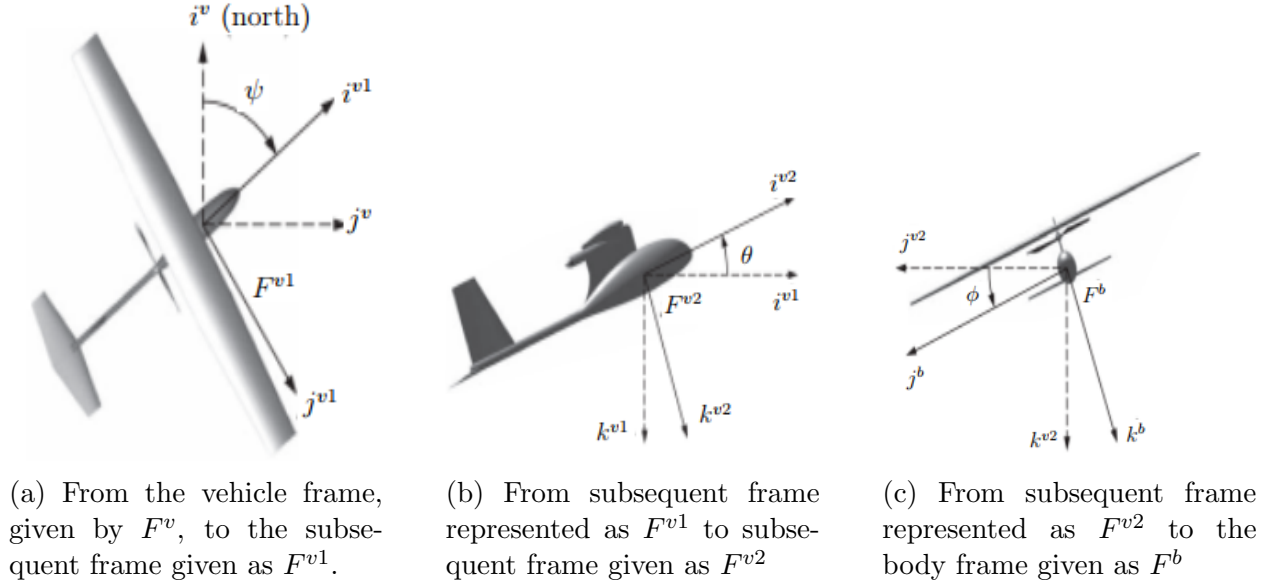 i^v (north)
ψ
i^{v1}
j^v
F^{v1}
j^{v1}
i^{v2}
θ
i^{v1}
F^{v2}
k^{v1}
k^{v2}
j^{v2}
ϕ
F^b
j^b
k^{v2}
k^b
(a) From the vehicle frame,
given by F^v, to the subse-
quent frame given as F^{v1}.
(b) From subsequent frame
represented as F^{v1} to subse-
quent frame given as F^{v2}
(c) From subsequent frame
represented as F^{v2} to the
body frame given as F^b